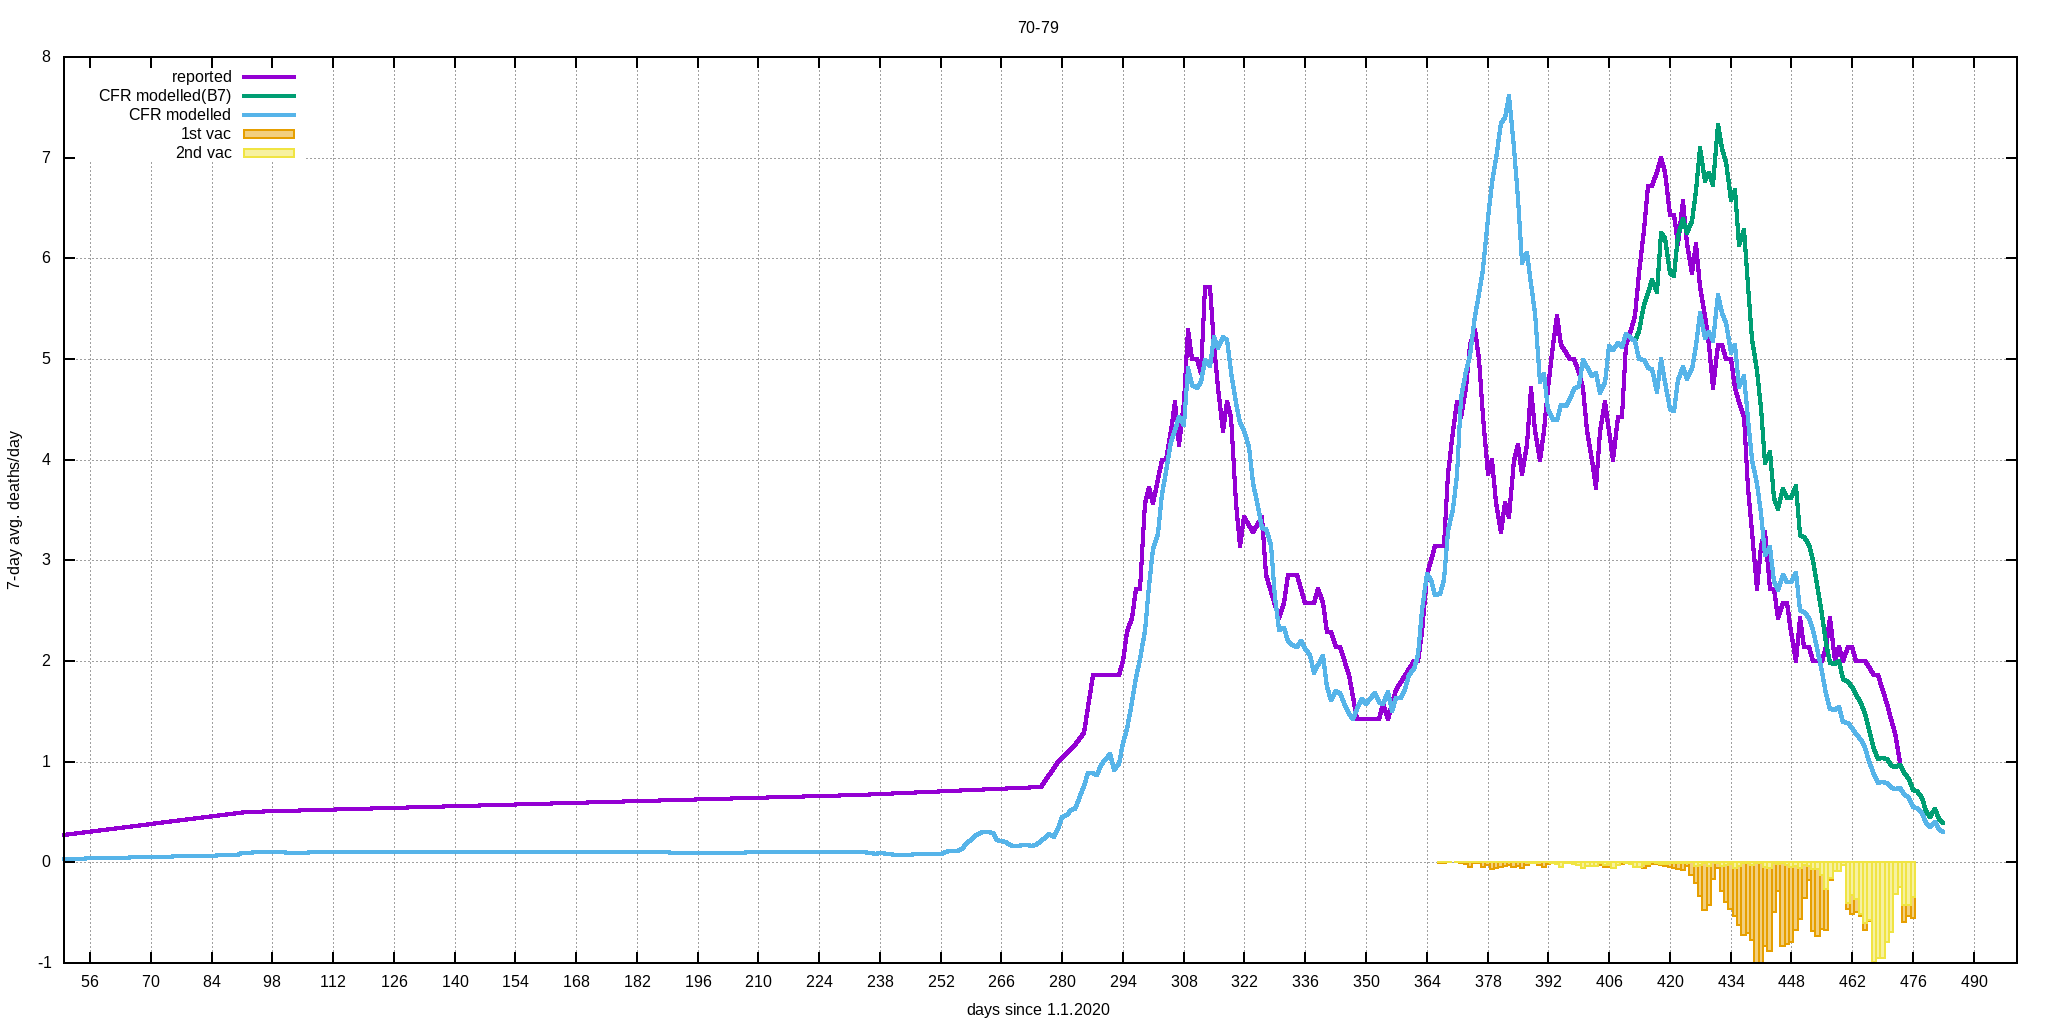 70-79
8
7
6
5
4
3
2
1
0
-1
7-day avg. deaths/day
reported
CFR modelled(B7)
CFR modelled
1st vac
2nd vac
56 70 84 98 112 126 140 154 168 182 196 210 224 238 252 266 280 294 308 322 336 350 364 378 392 406 420 434 448 462 476 490
days since 1.1.2020